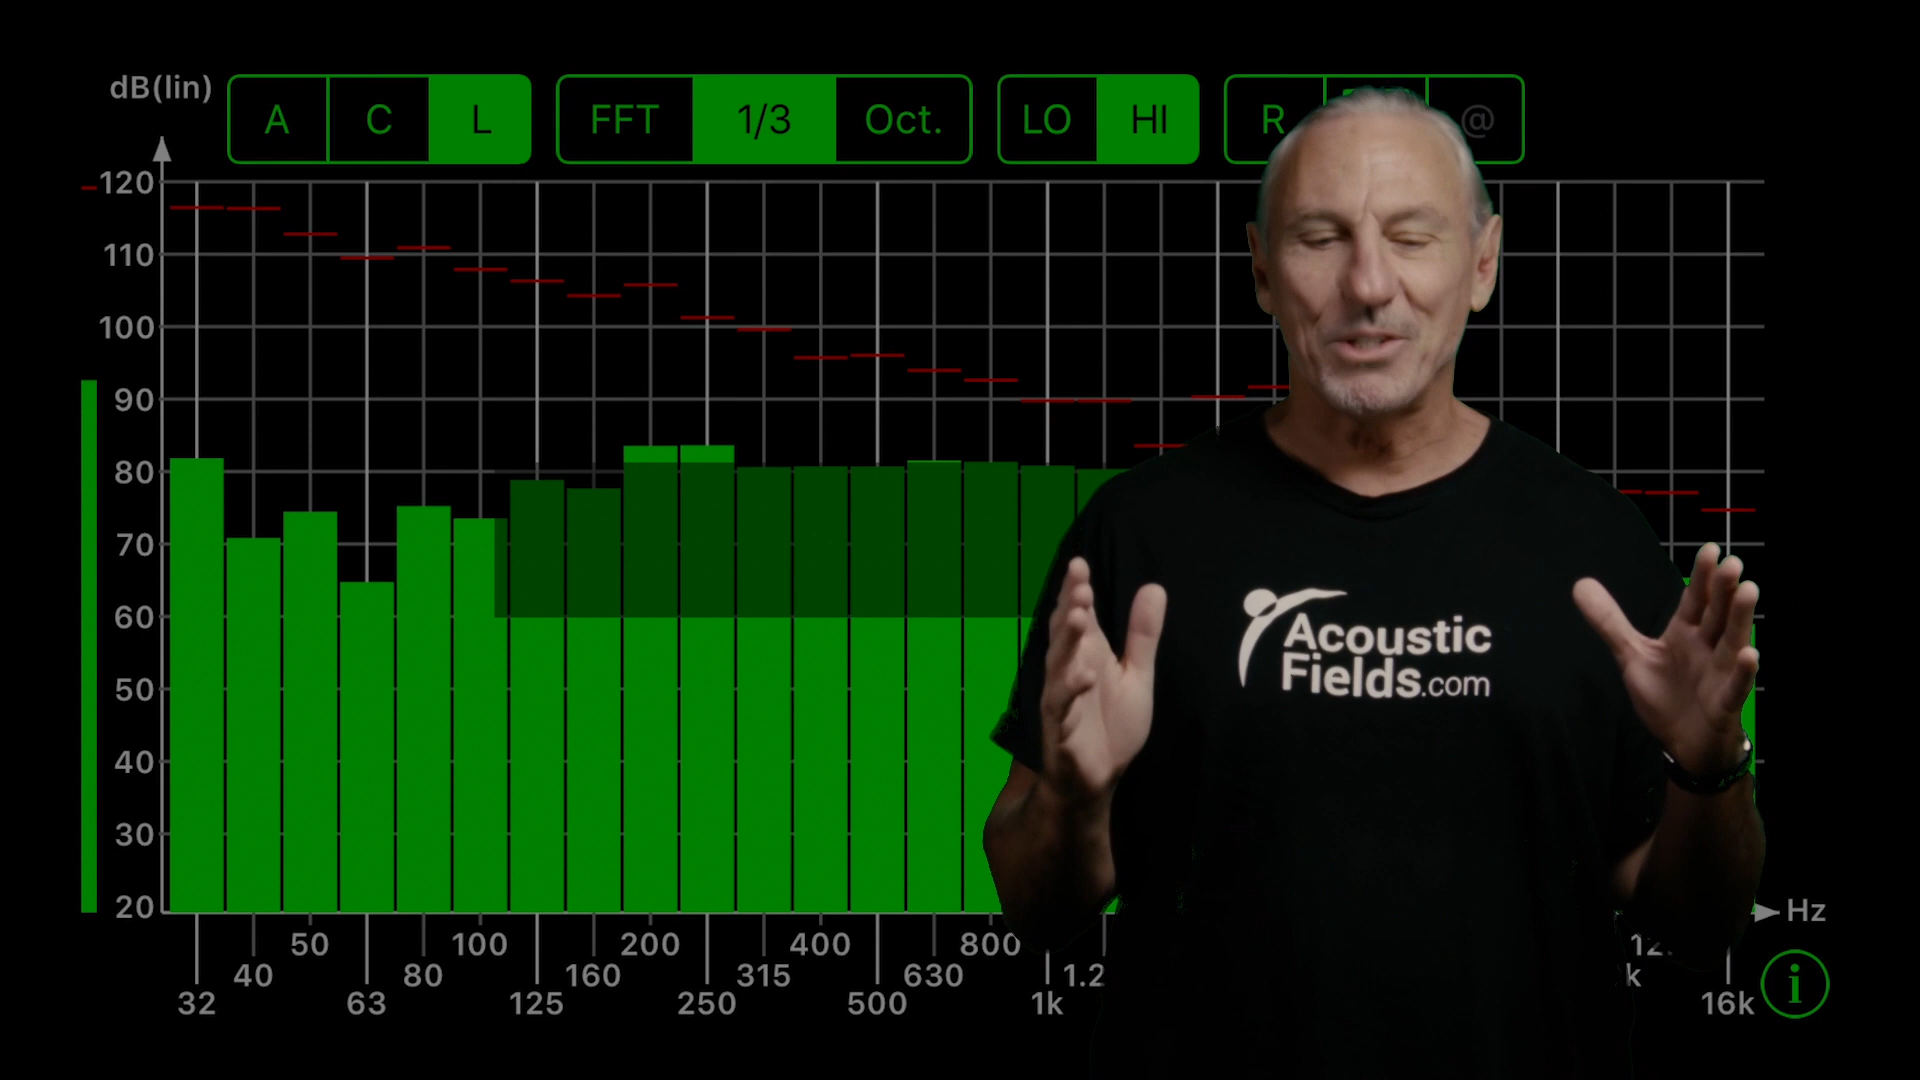 dB(lin)
A C L
FFT 1/3 Oct.
LO HI
R @
120
110
100
90
80
70
60
50
40
30
20
Hz
50 100 200 400 800
40 80 160 315 630 1.2 k
32 63 125 250 500 1k 16k
i
Acoustic
Fields.com